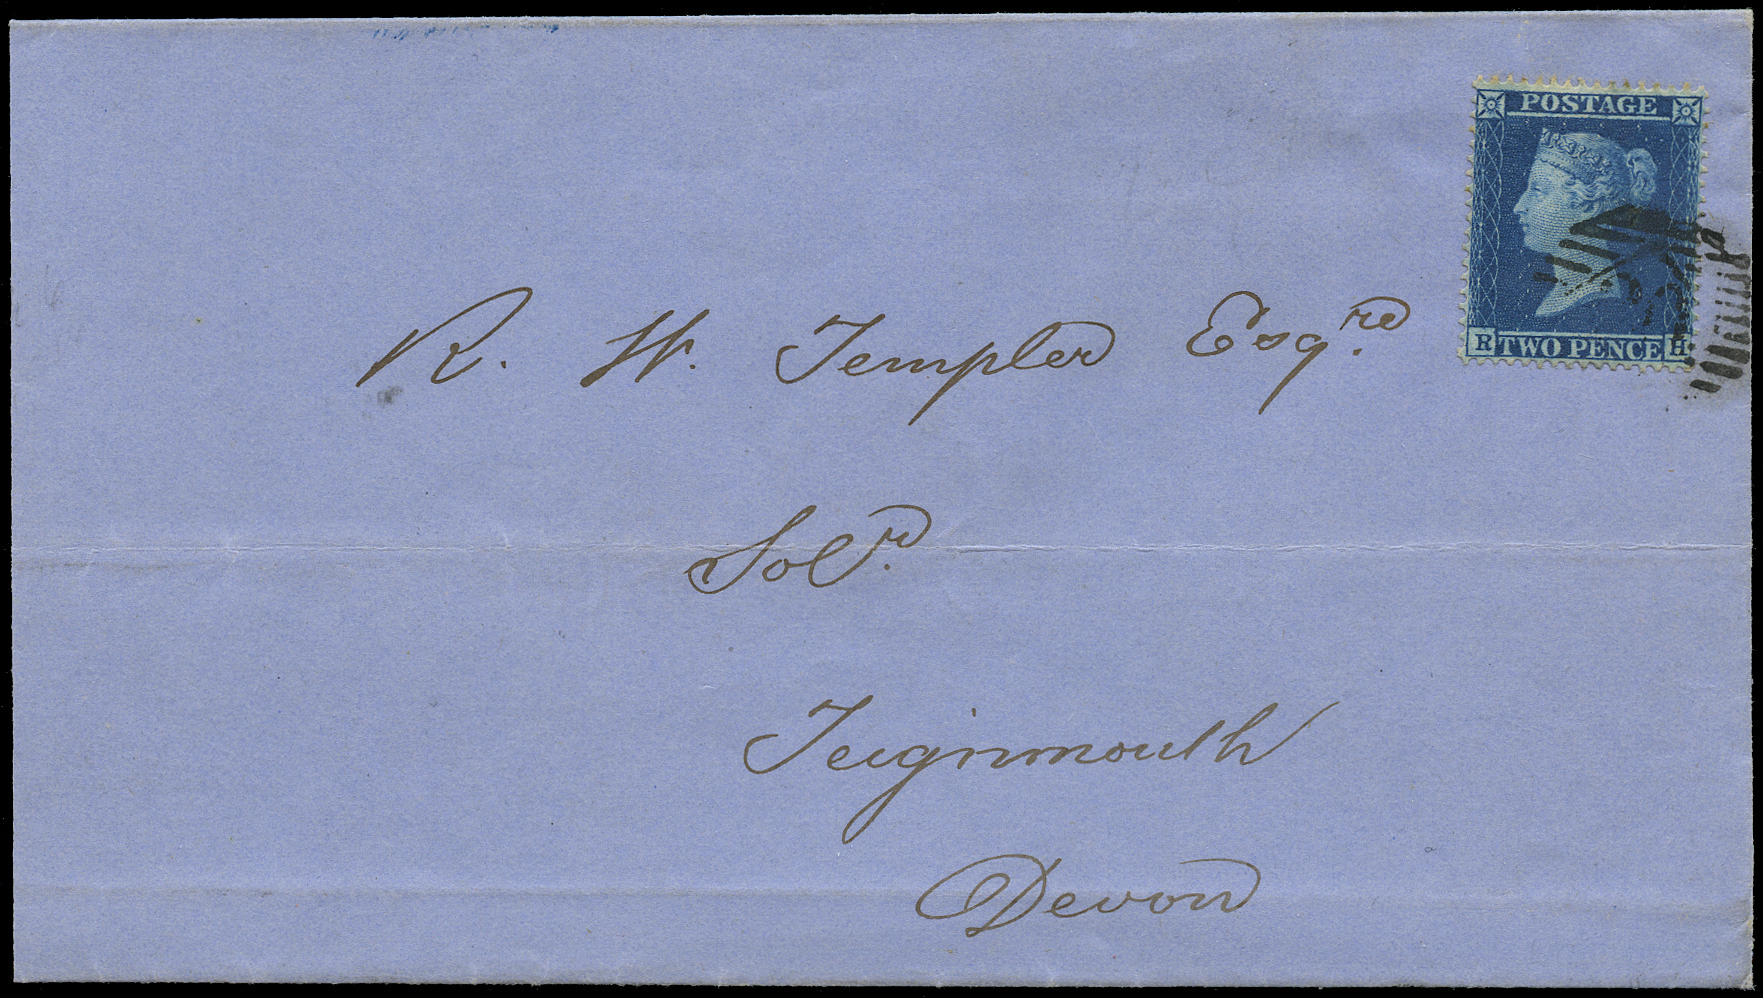 POSTAGE
R H
TWO PENCE
R. W. Templer Esqre.
Solr.
Teignmouth
Devon